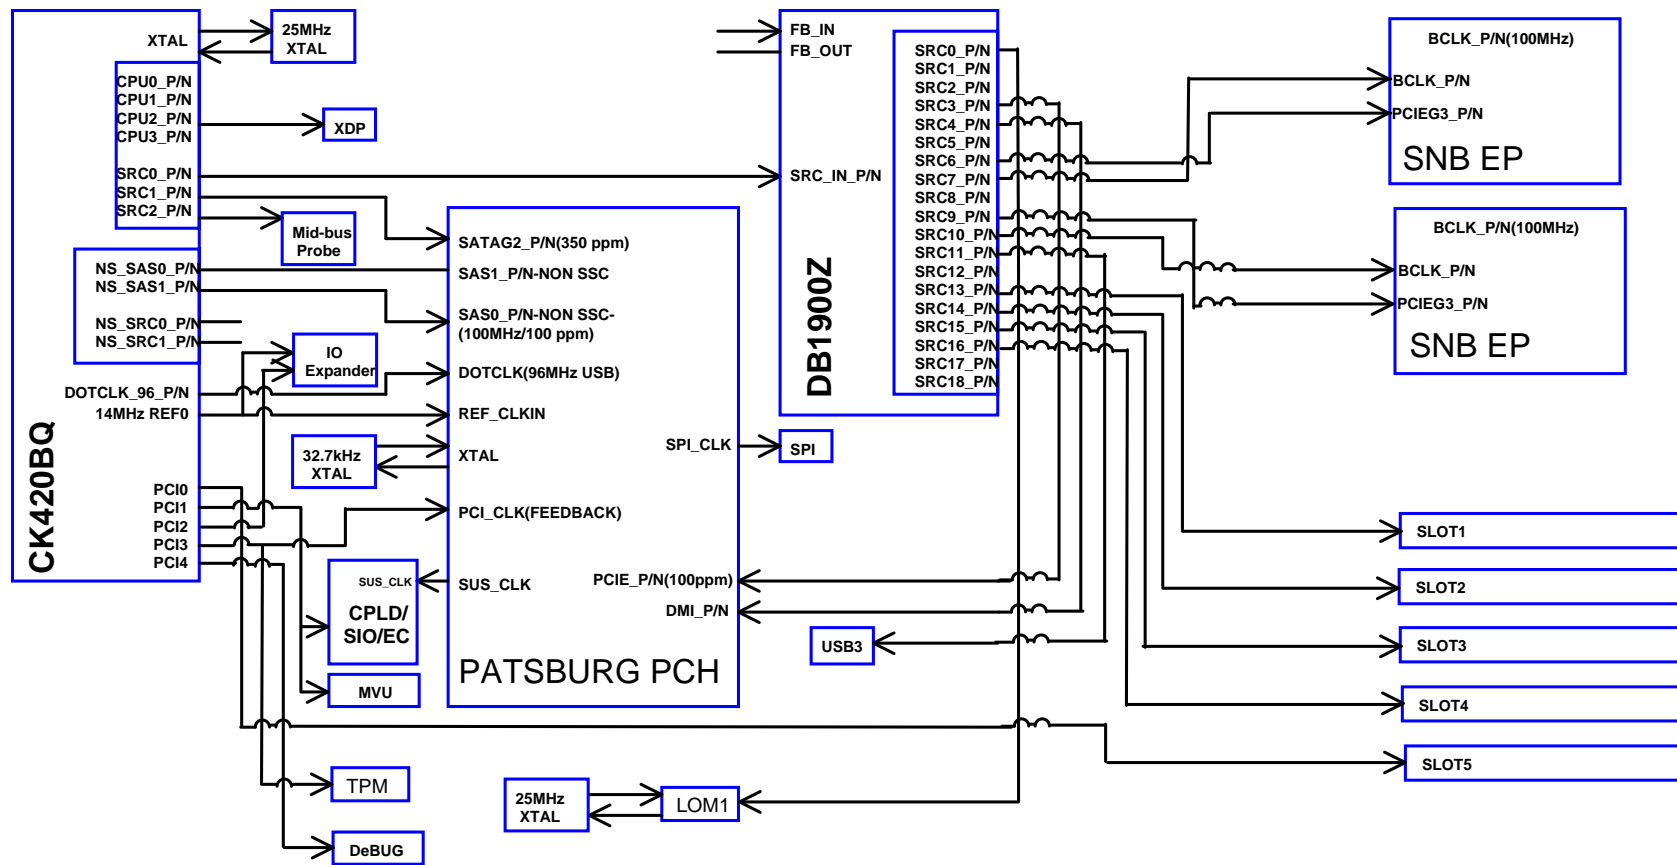 CK420BQ
XTAL
25MHz
XTAL
CPU0_P/N
CPU1_P/N
CPU2_P/N
CPU3_P/N
XDP
SRC0_P/N
SRC1_P/N
SRC2_P/N
Mid-bus
Probe
NS_SAS0_P/N
NS_SAS1_P/N
NS_SRC0_P/N
NS_SRC1_P/N
IO
Expander
DOTCLK_96_P/N
14MHz REF0
32.7kHz
XTAL
PCI0
PCI1
PCI2
PCI3
PCI4
SUS_CLK
CPLD/
SIO/EC
MVU
TPM
DeBUG
SATAG2_P/N(350 ppm)
SAS1_P/N-NON SSC
SAS0_P/N-NON SSC-
(100MHz/100 ppm)
DOTCLK(96MHz USB)
REF_CLKIN
SPI_CLK
XTAL
PCI_CLK(FEEDBACK)
SUS_CLK
PCIE_P/N(100ppm)
DMI_P/N
PATSBURG PCH
SPI
USB3
25MHz
XTAL
LOM1
FB_IN
FB_OUT
SRC_IN_P/N
DB1900Z
SRC0_P/N
SRC1_P/N
SRC2_P/N
SRC3_P/N
SRC4_P/N
SRC5_P/N
SRC6_P/N
SRC7_P/N
SRC8_P/N
SRC9_P/N
SRC10_P/N
SRC11_P/N
SRC12_P/N
SRC13_P/N
SRC14_P/N
SRC15_P/N
SRC16_P/N
SRC17_P/N
SRC18_P/N
BCLK_P/N(100MHz)
BCLK_P/N
PCIEG3_P/N
SNB EP
BCLK_P/N(100MHz)
BCLK_P/N
PCIEG3_P/N
SNB EP
SLOT1
SLOT2
SLOT3
SLOT4
SLOT5